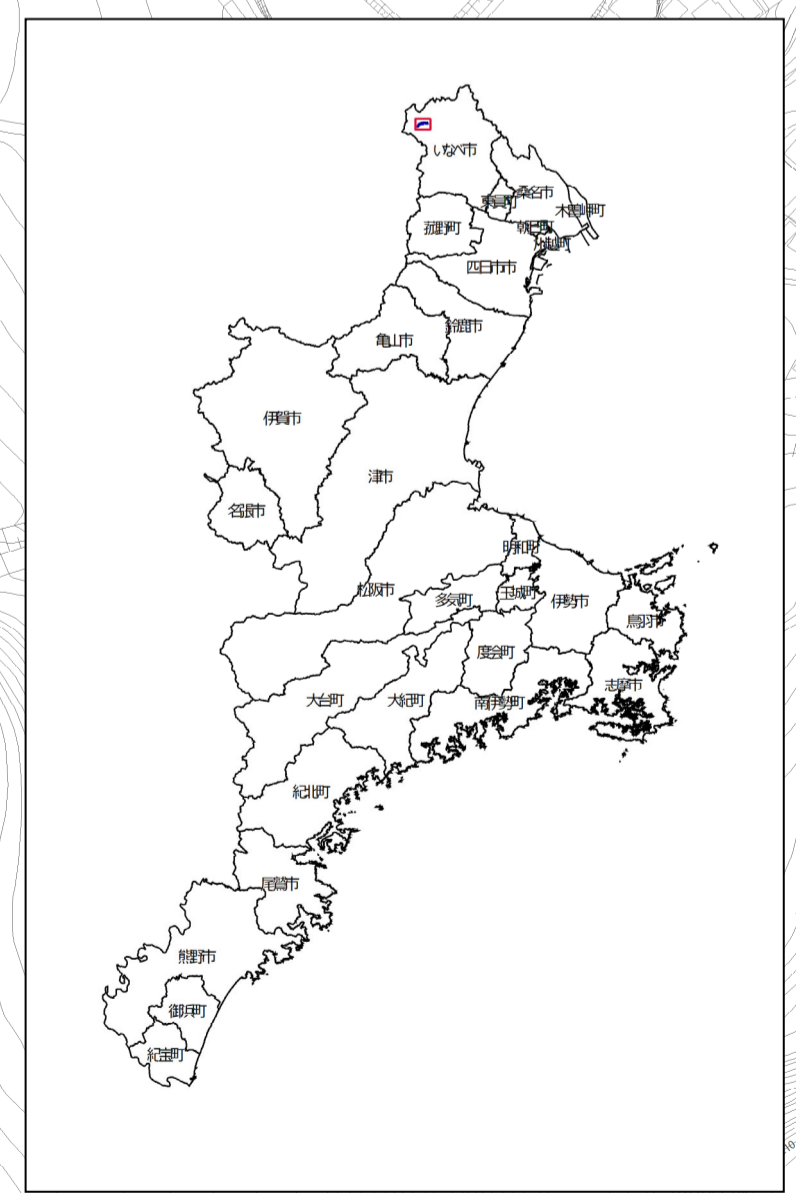 いなべ市
桑名市
東員町
木曽岬町
菰野町
朝日町
川越町
四日市市
鈴鹿市
亀山市
伊賀市
津市
名張市
明和町
松阪市
多気町
玉城町
伊勢市
鳥羽市
度会町
志摩市
大台町
大紀町
南伊勢町
紀北町
尾鷲市
熊野市
御浜町
紀宝町